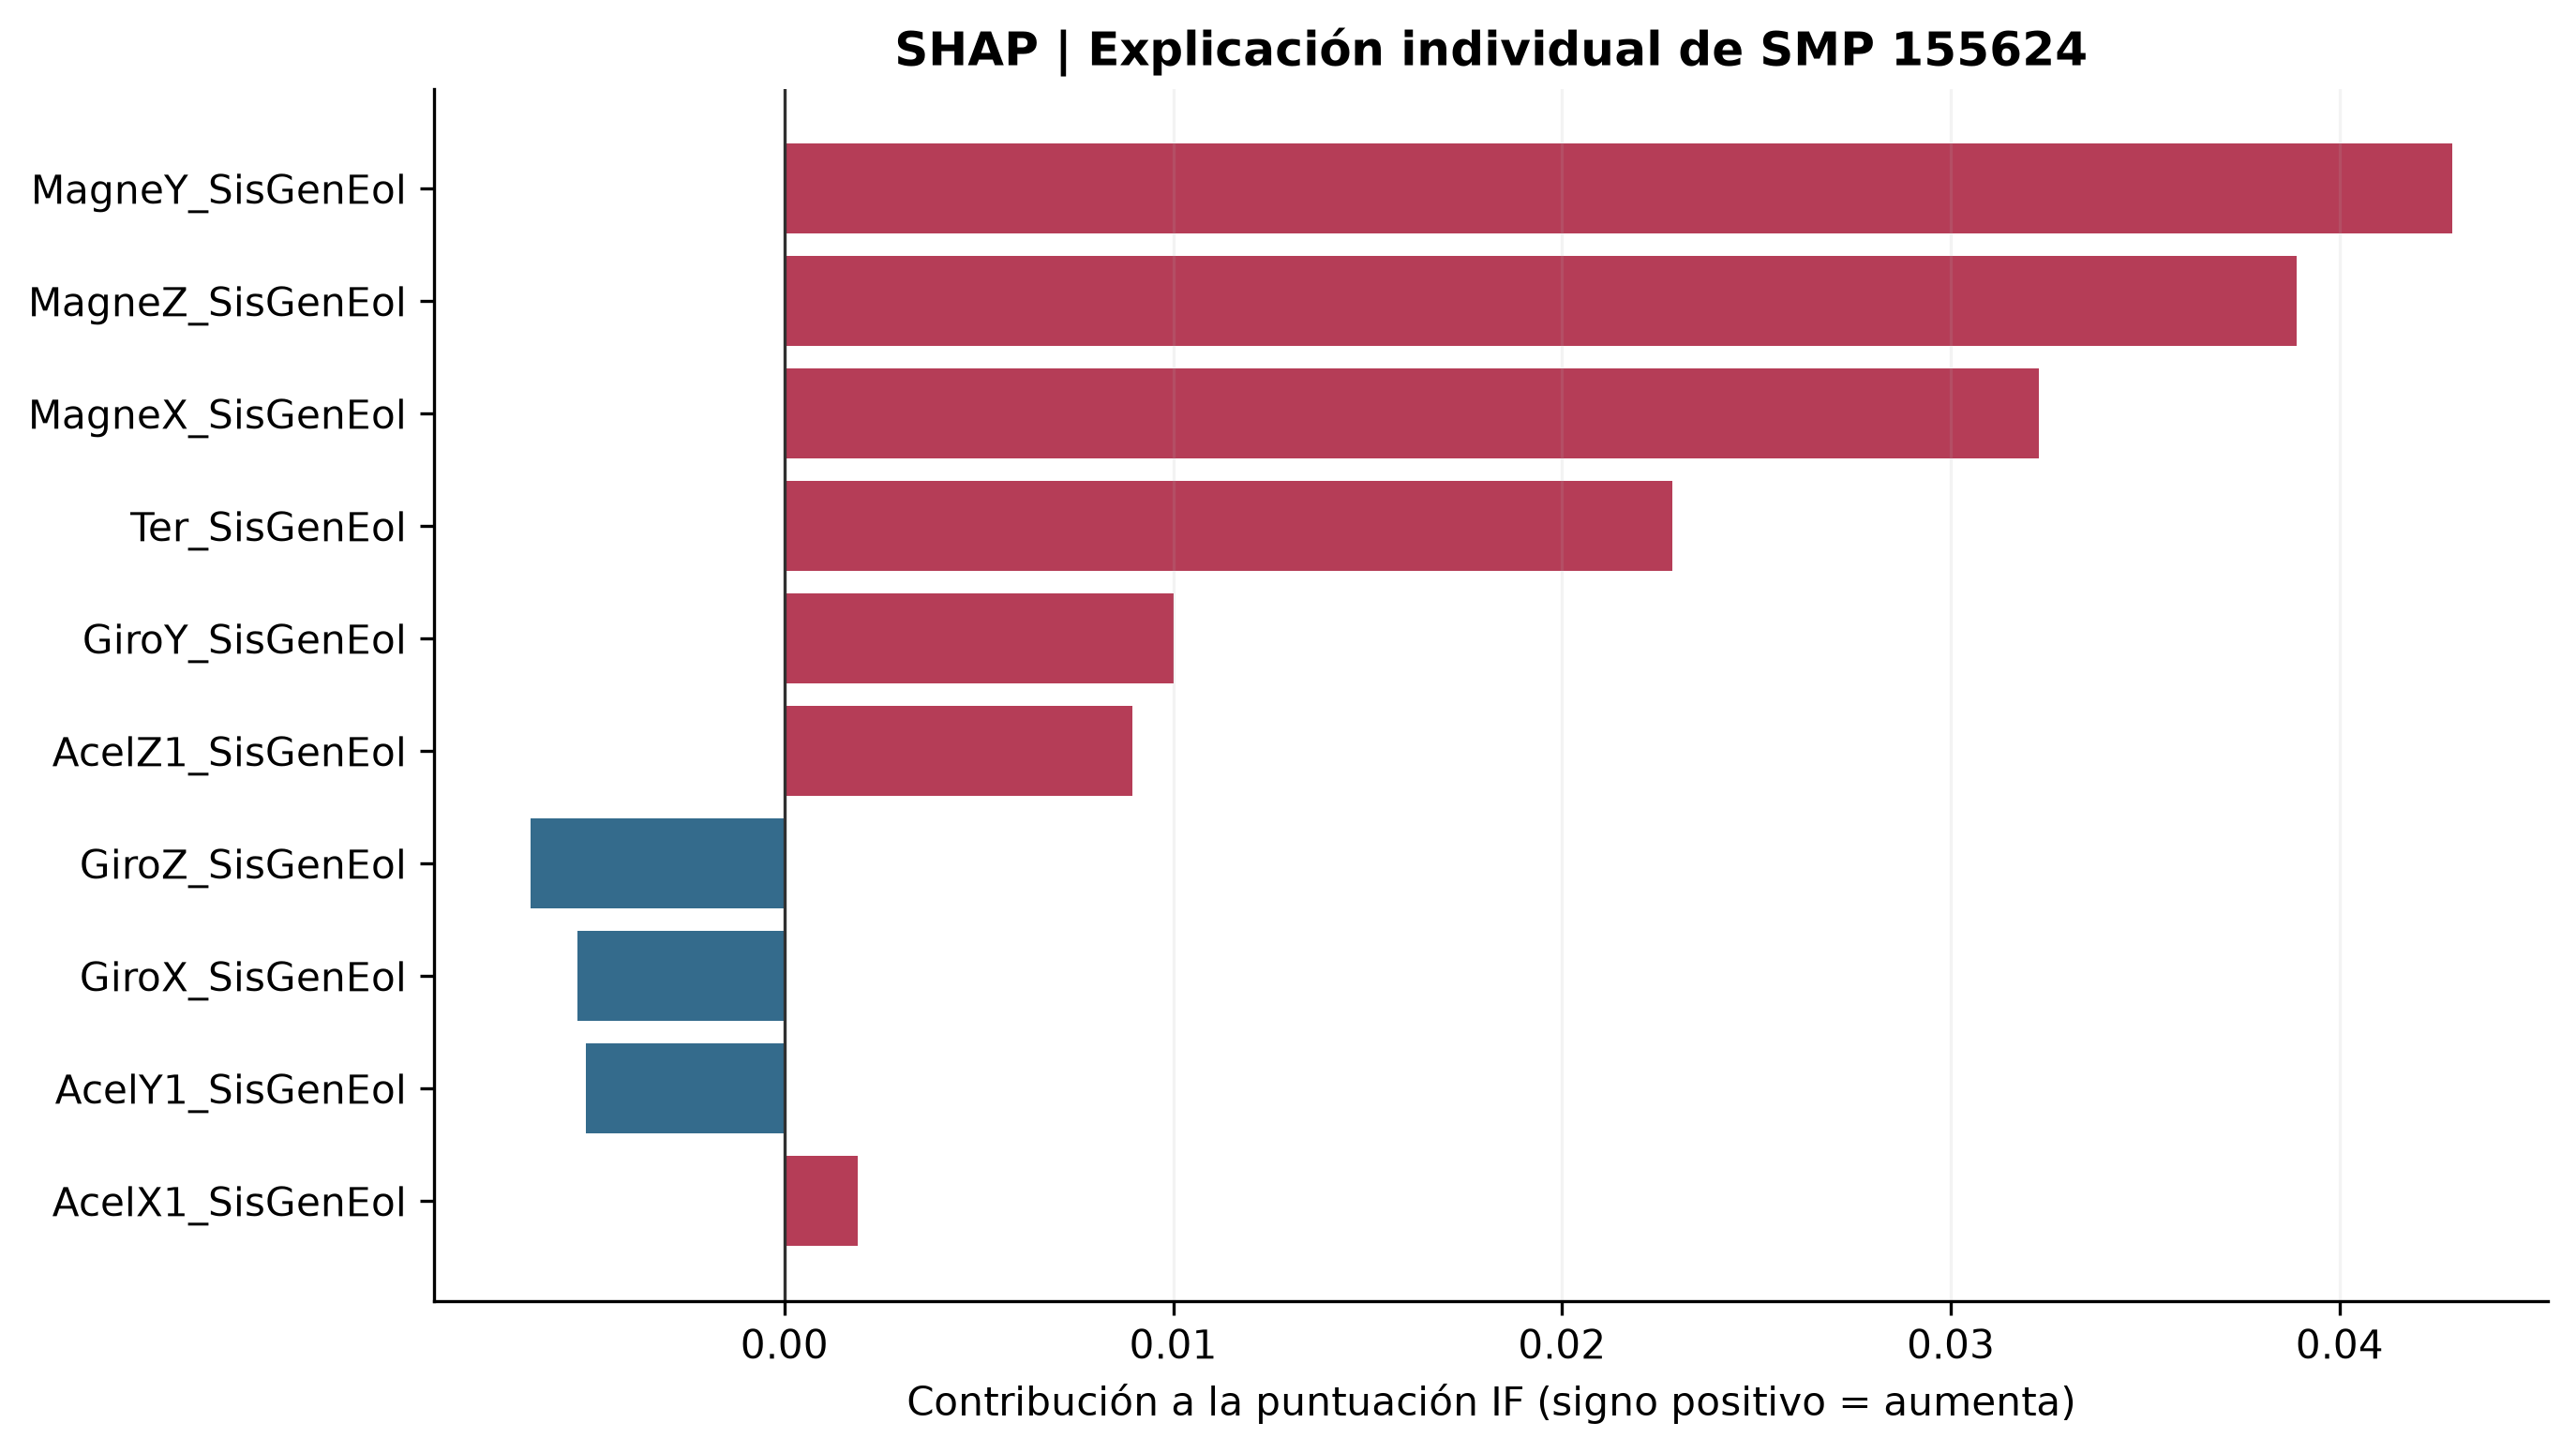 SHAP | Explicación individual de SMP 155624
MagneY_SisGenEol
MagneZ_SisGenEol
MagneX_SisGenEol
Ter_SisGenEol
GiroY_SisGenEol
AcelZ1_SisGenEol
GiroZ_SisGenEol
GiroX_SisGenEol
AcelY1_SisGenEol
AcelX1_SisGenEol
0.00 0.01 0.02 0.03 0.04
Contribución a la puntuación IF (signo positivo = aumenta)